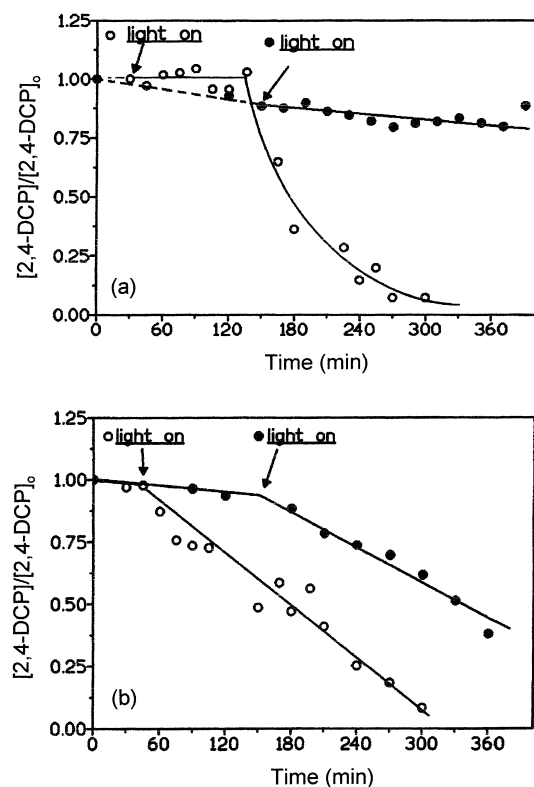 1.25
○ light on
● light on
1.00
0.75
0.50
0.25
0.00
[2,4-DCP]/[2,4-DCP]o
(a)
0 60 120 180 240 300 360
Time (min)
1.25
○ light on
● light on
1.00
0.75
0.50
0.25
0.00
[2,4-DCP]/[2,4-DCP]o
(b)
0 60 120 180 240 300 360
Time (min)